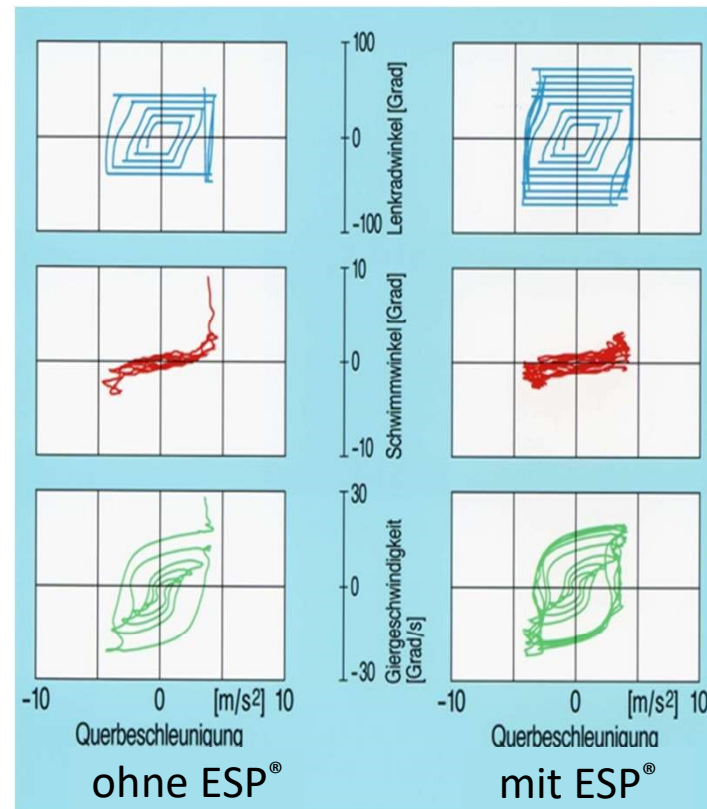 100
0
-100
Lenkradwinkel [Grad]
10
0
-10
Schwimmwinkel [Grad]
30
0
-30
Giergeschwindigkeit
[Grad/s]
-10 0 [m/s2] 10
-10 0 [m/s2] 10
Querbeschleunigung
Querbeschleunigung
ohne ESP®
mit ESP®